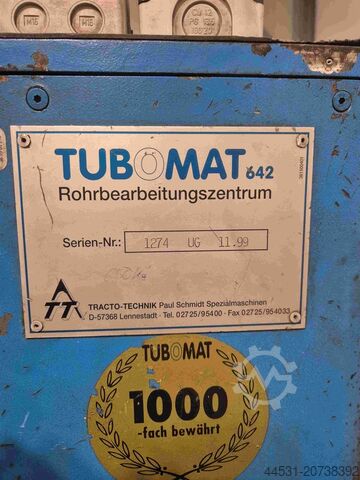 TUBOMAT 642
Rohrbearbeitungszentrum
Serien-Nr.: 1274 UG 11.99
TT TRACTO-TECHNIK Paul Schmidt Spezialmaschinen
D-57368 Lennestadt · Tel. 02725/95400 · Fax 02725/954033
TUBOMAT
1000
-fach bewährt
44531-20738392